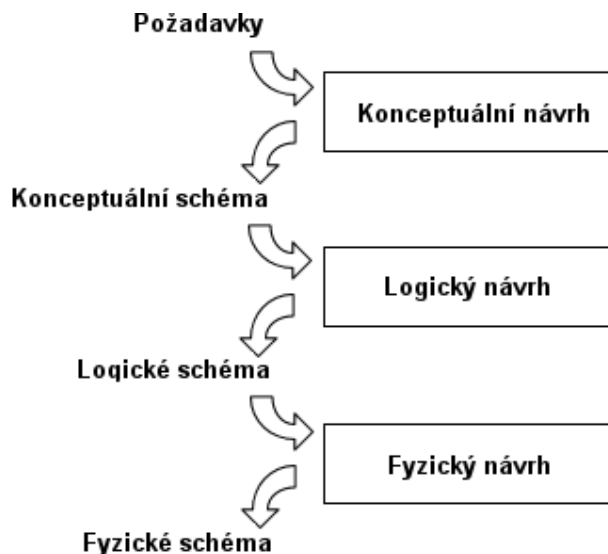 Požadavky
Konceptuální návrh
Konceptuální schéma
Logický návrh
Logické schéma
Fyzický návrh
Fyzické schéma